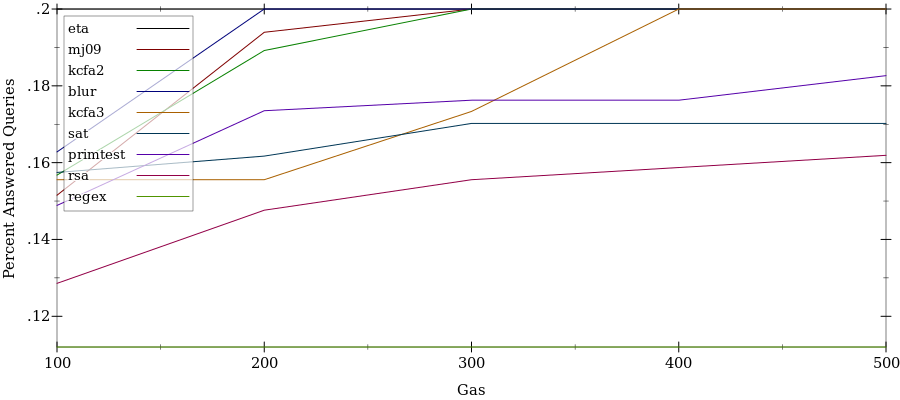 .2
.18
.16
.14
.12
Percent Answered Queries
eta
mj09
kcfa2
blur
kcfa3
sat
primtest
rsa
regex
100 200 300 400 500
Gas